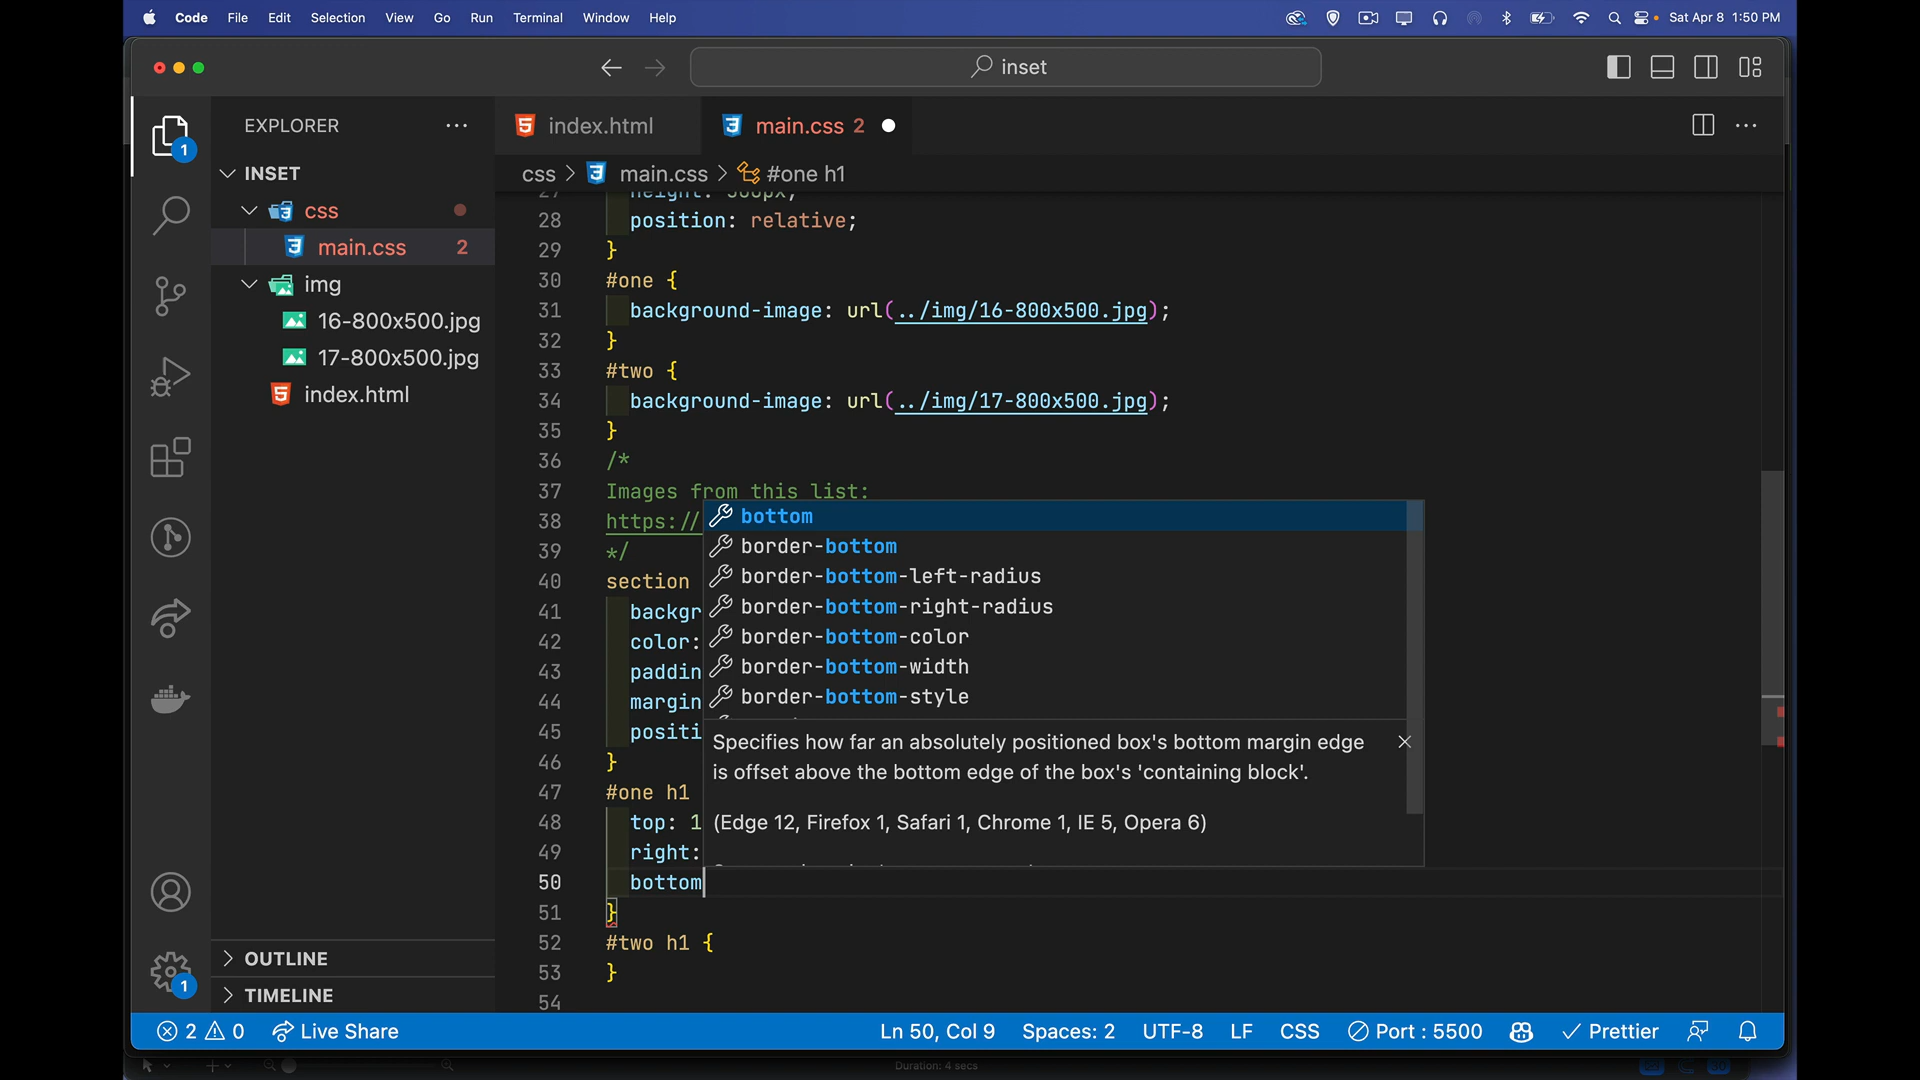 Code File Edit Selection View Go Run Terminal Window Help Sat Apr 8 1:50 PM
inset
EXPLORER
index.html
main.css 2
css > main.css > #one h1
1
INSET
css
main.css 2
img
16-800x500.jpg
17-800x500.jpg
index.html
28 position: relative;
29 }
30 #one {
31 background-image: url(../img/16-800x500.jpg);
32 }
33 #two {
34 background-image: url(../img/17-800x500.jpg);
35 }
36 /*
37 Images from this list:
38 https://
39 */
40 section
41 backgr
42 color:
43 paddin
44 margin
45 positi
46 }
47 #one h1
48 top: 1
49 right:
50 bottom
51 }
52 #two h1 {
53 }
54
bottom
border-bottom
border-bottom-left-radius
border-bottom-right-radius
border-bottom-color
border-bottom-width
border-bottom-style
Specifies how far an absolutely positioned box's bottom margin edge
is offset above the bottom edge of the box's 'containing block'.
(Edge 12, Firefox 1, Safari 1, Chrome 1, IE 5, Opera 6)
OUTLINE
1
TIMELINE
2 0 Live Share Ln 50, Col 9 Spaces: 2 UTF-8 LF CSS Port : 5500 Prettier
Duration: 4 secs